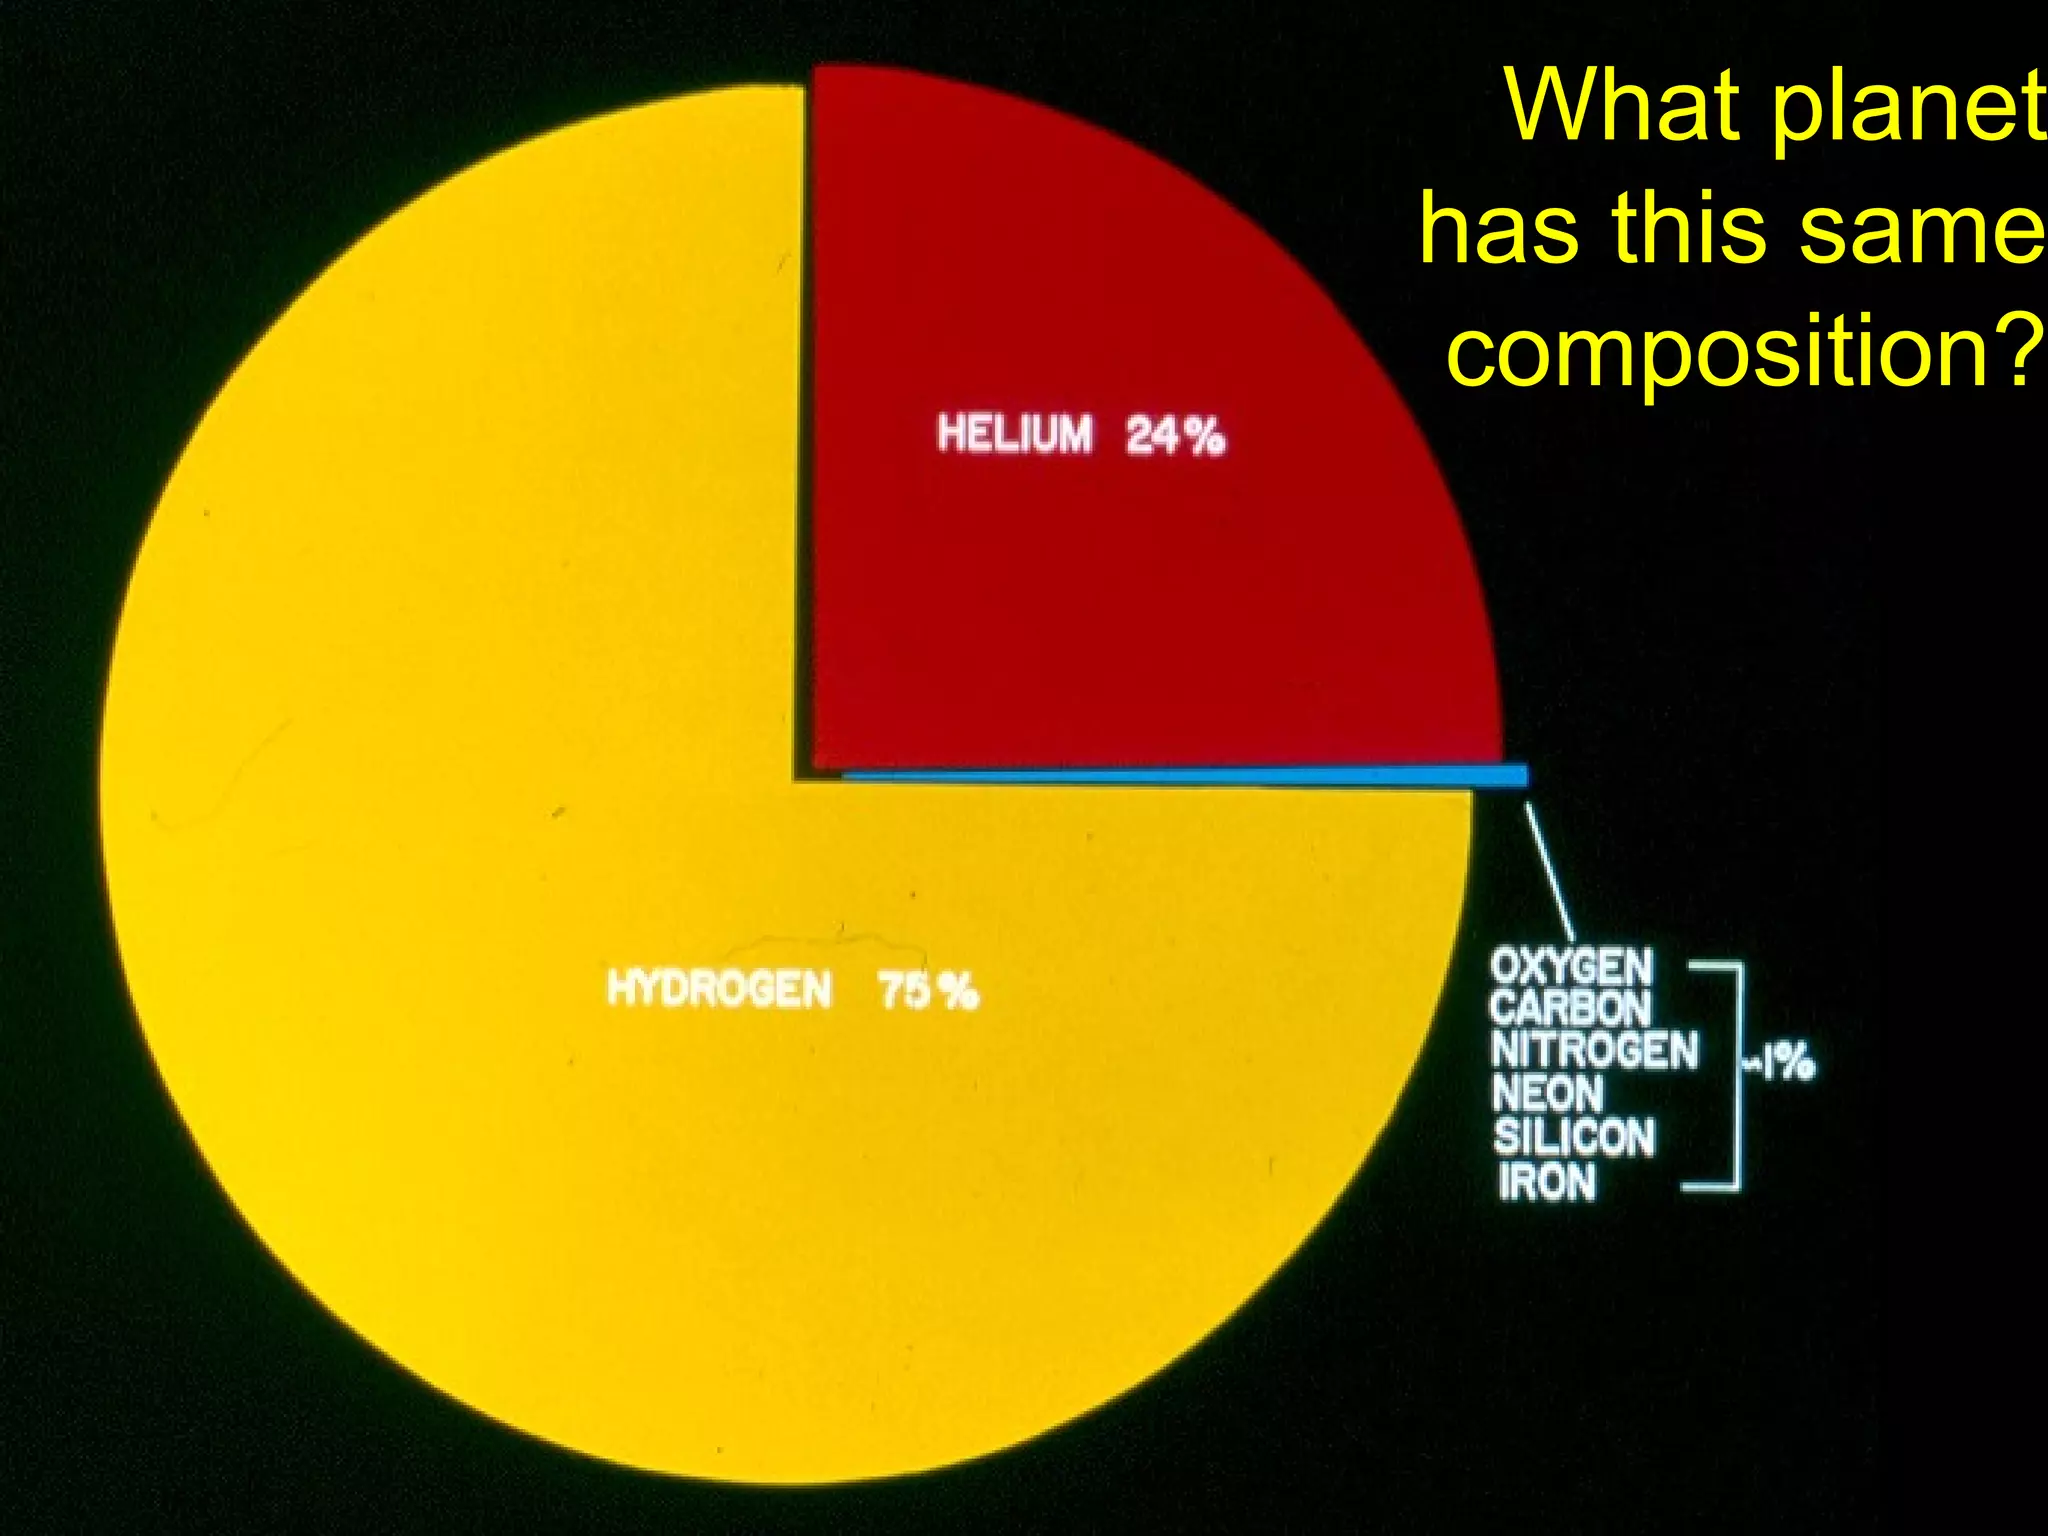 What planet
has this same
composition?
HELIUM 24%
HYDROGEN 75%
OXYGEN
CARBON
NITROGEN
NEON
SILICON
IRON
~1%